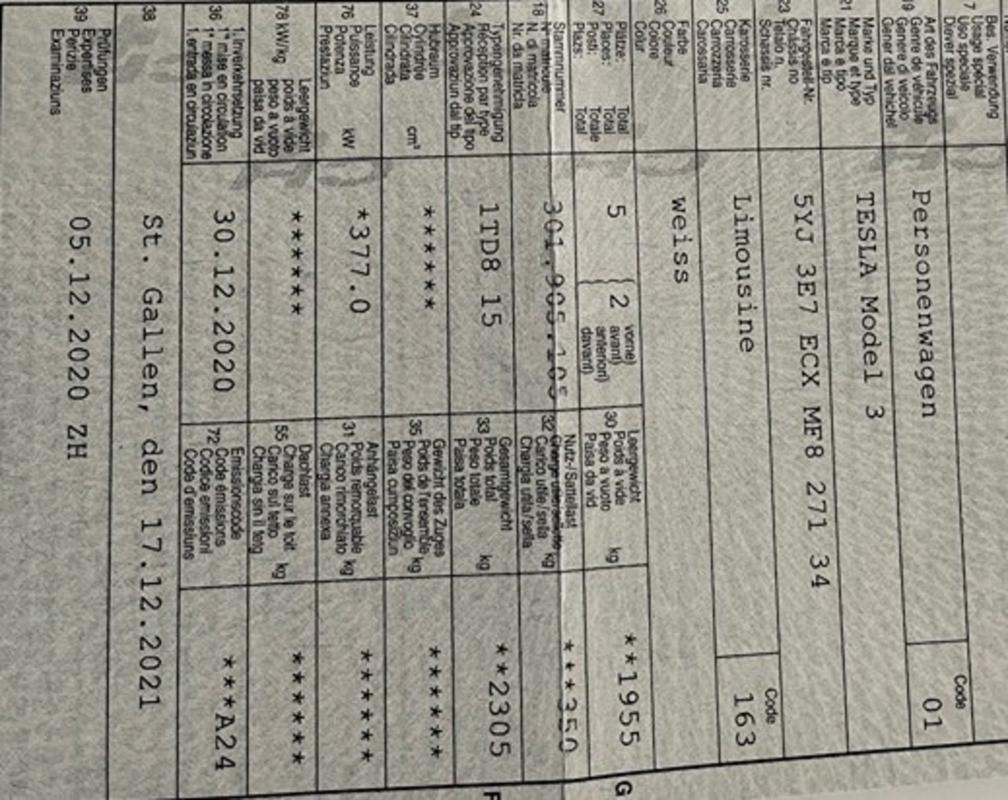 Bes. Verwendung
17 Usage spécial
Uso speciale
Diever spezial
Art des Fahrzeugs
19 Genre de véhicule
Genere di veicolo
Gener dal vehichel
Personenwagen
Code
01
Marke und Typ
21 Marque et type
Marca e tipo
Marca e tip
TESLA Model 3
Fahrgestell-Nr.
23 Châssis no
Telaio n.
Schassis nr.
5YJ 3E7 ECX MF8 271 34
Karosserie
25 Carrosserie
Carrozzeria
Carossaria
Limousine
Code
163
Farbe
26 Couleur
Colore
Colur
weiss
Plätze: Total
27 Places: Total
Posti: Totale
Plazs: Total
5
(2 vorne)
avant)
anteriori)
davant)
Leergewicht
30 Poids à vide
Peso a vuoto kg
Paisa da vid
**1955
G
Stammnummer
18 N° matricule
N. di matricola
Nr. da matricla
301.905.105
Nutz-/Sattellast
32 Charge utile/sellette
Carico utile/sella kg
Chargia utila/sella
***350
Typengenehmigung
24 Réception par type
Approvazione del tipo
Approvaziun dal tip
1TD8 15
Gesamtgewicht
33 Poids total
Peso totale kg
Paisa totala
**2305
F
Hubraum
37 Cylindrée
Cilindrata cm³
Cilindrada
******
Gewicht des Zuges
35 Poids de l'ensemble
Peso del convoglio kg
Paisa cumposiziun
******
Leistung
76 Puissance
Potenza kW
Prestaziun
*377.0
Anhängelast
31 Poids remorquable
Carico rimorchiato kg
Chargia annexa
******
Leergewicht
78 kW/kg poids à vide
peso a vuoto
paisa da vid
******
Dachlast
55 Charge sur le toit
Carico sul tetto kg
Chargia sin il tetg
******
1. Inverkehrsetzung
36 1re mise en circulation
1a messa in circolazione
1. entrada en circulaziun
30.12.2020
Emissionscode
72 Code émissions
Codice emissioni
Code d'emissiuns
***A24
38
St. Gallen, den 17.12.2021
Prüfungen
39 Expertises
Perizie
Examinaziuns
05.12.2020 ZH